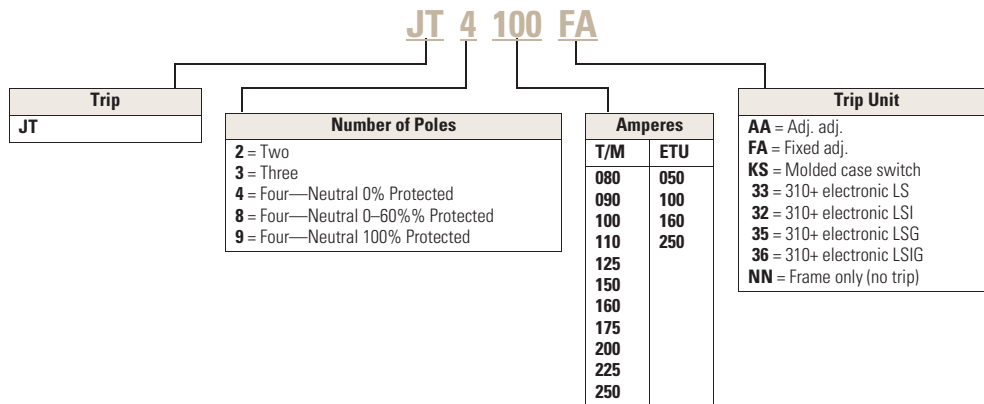 JT 4 100 FA
Trip
JT
Number of Poles
2 = Two
3 = Three
4 = Four—Neutral 0% Protected
8 = Four—Neutral 0–60%% Protected
9 = Four—Neutral 100% Protected
Amperes
T/M ETU
080 050
090 100
100 160
110 250
125
150
160
175
200
225
250
Trip Unit
AA = Adj. adj.
FA = Fixed adj.
KS = Molded case switch
33 = 310+ electronic LS
32 = 310+ electronic LSI
35 = 310+ electronic LSG
36 = 310+ electronic LSIG
NN = Frame only (no trip)